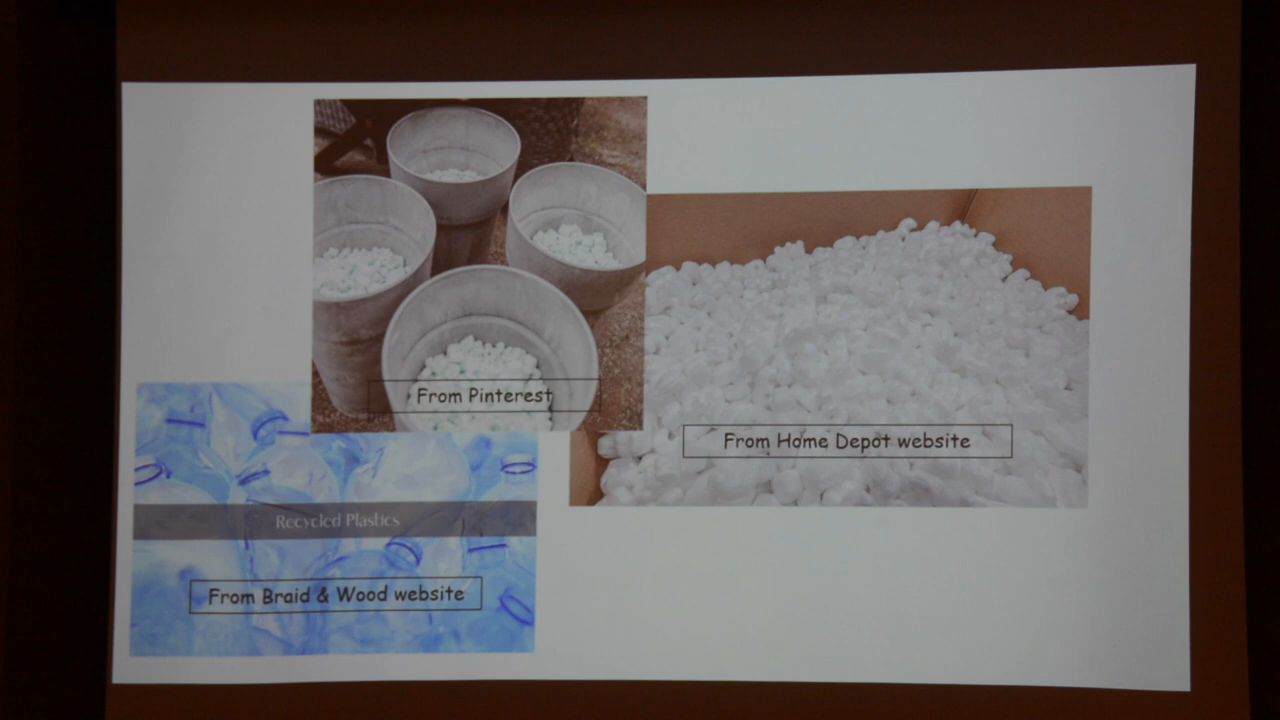 From Pinterest
From Home Depot website
Recycled Plastics
From Braid & Wood website